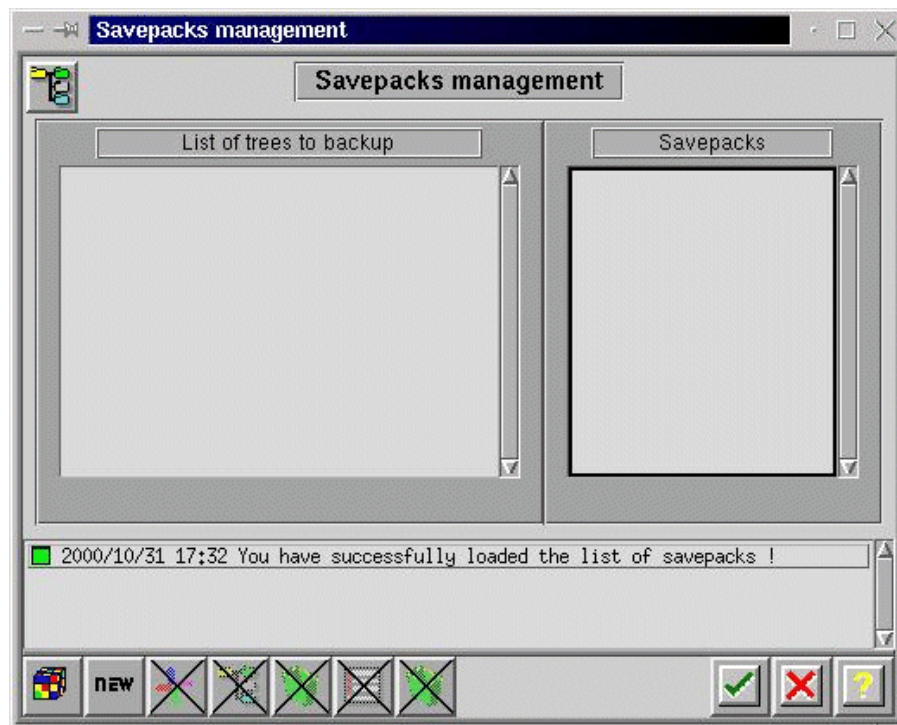 Savepacks management
Savepacks management
List of trees to backup
Savepacks
2000/10/31 17:32 You have successfully loaded the list of savepacks !
new
?